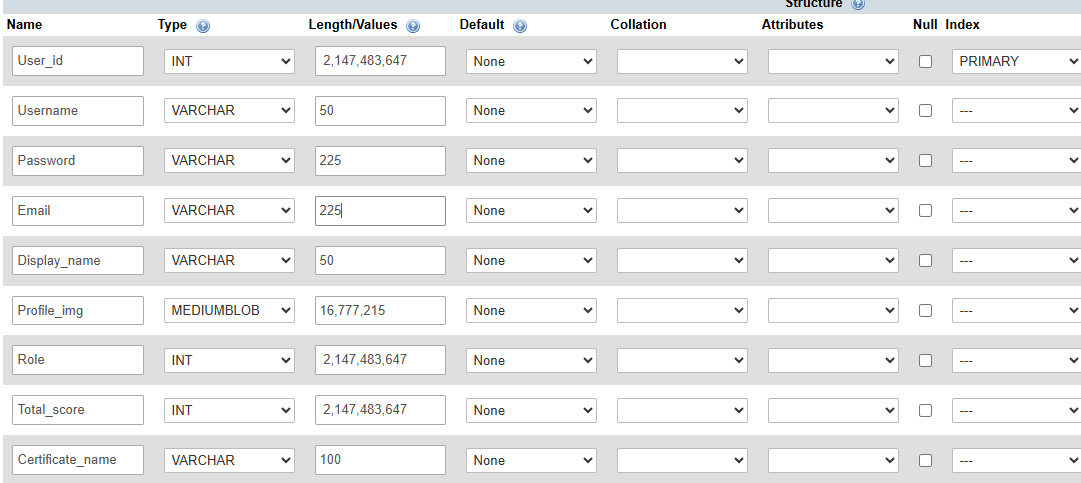 Structure
Name Type Length/Values Default Collation Attributes Null Index
User_id INT 2,147,483,647 None PRIMARY
Username VARCHAR 50 None ---
Password VARCHAR 225 None ---
Email VARCHAR 225 None ---
Display_name VARCHAR 50 None ---
Profile_img MEDIUMBLOB 16,777,215 None ---
Role INT 2,147,483,647 None ---
Total_score INT 2,147,483,647 None ---
Certificate_name VARCHAR 100 None ---